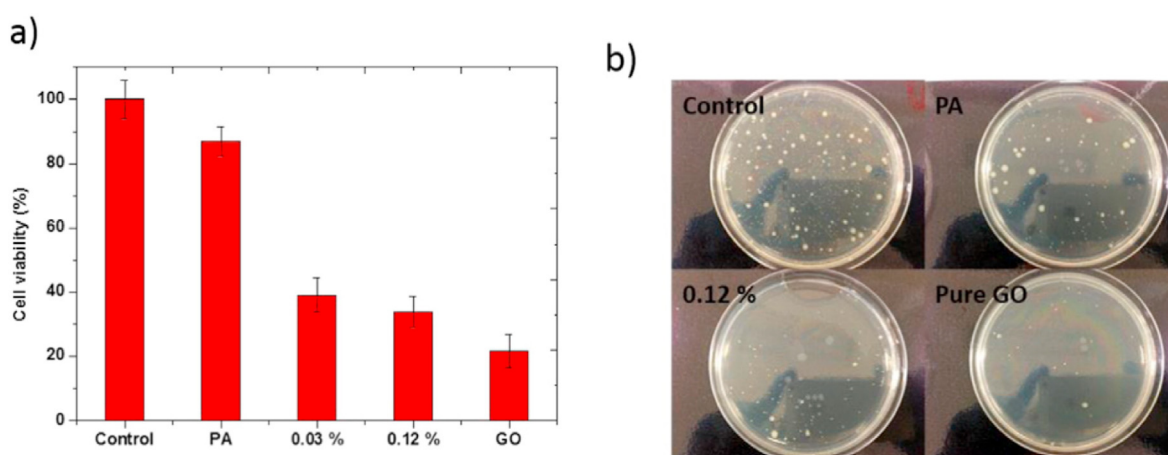 a)
100
80
60
40
20
0
Cell viability (%)
Control PA 0.03 % 0.12 % GO
b)
Control PA
0.12 % Pure GO